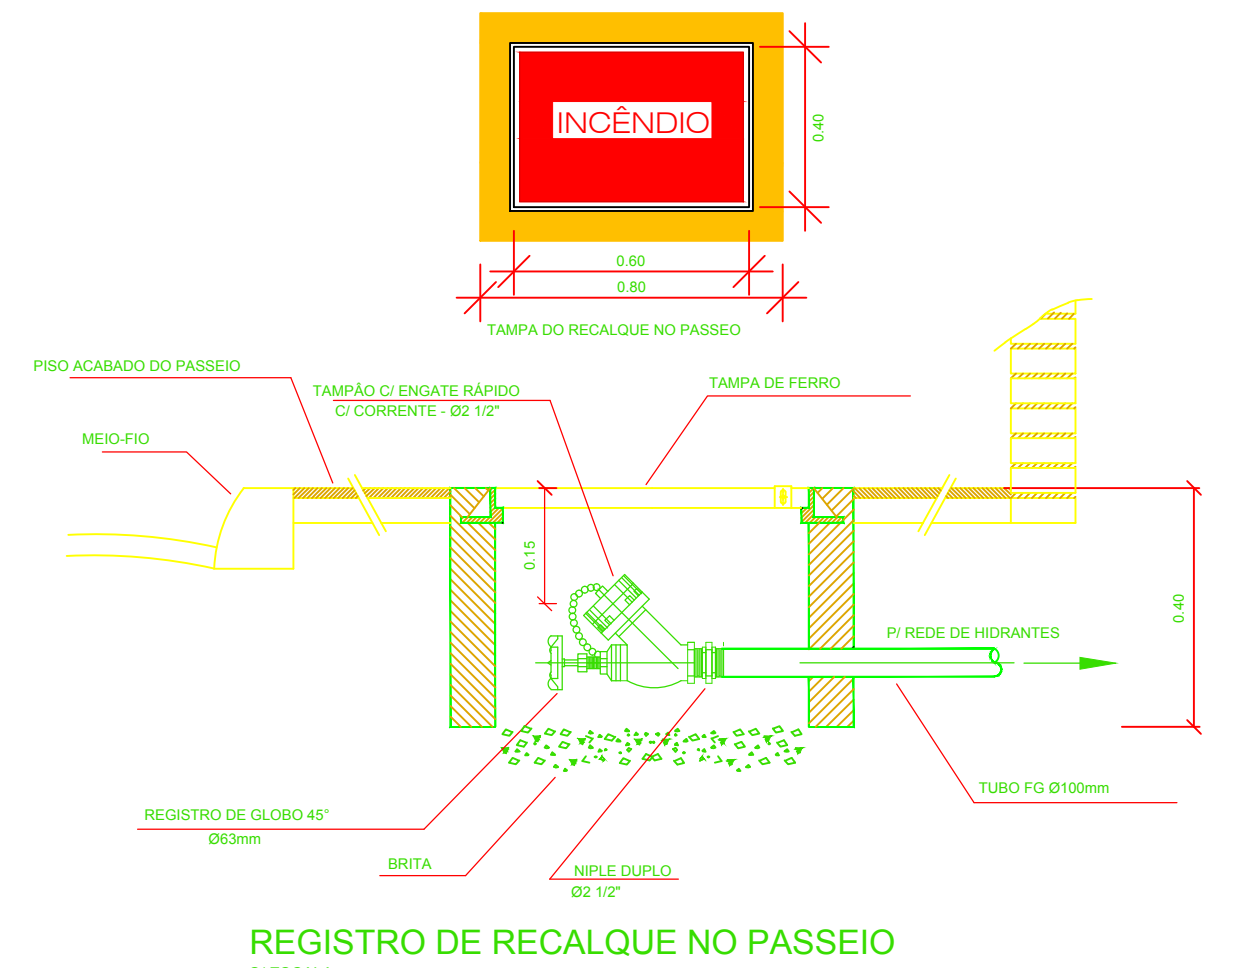 INCÊNDIO
0.40
0.60
0.80
TAMPA DO RECALQUE NO PASSEO
PISO ACABADO DO PASSEIO
TAMPÂO C/ ENGATE RÁPIDO
C/ CORRENTE - Ø2 1/2"
TAMPA DE FERRO
MEIO-FIO
0.15
0.40
P/ REDE DE HIDRANTES
TUBO FG Ø100mm
REGISTRO DE GLOBO 45°
Ø63mm
BRITA
NIPLE DUPLO
Ø2 1/2"
REGISTRO DE RECALQUE NO PASSEIO